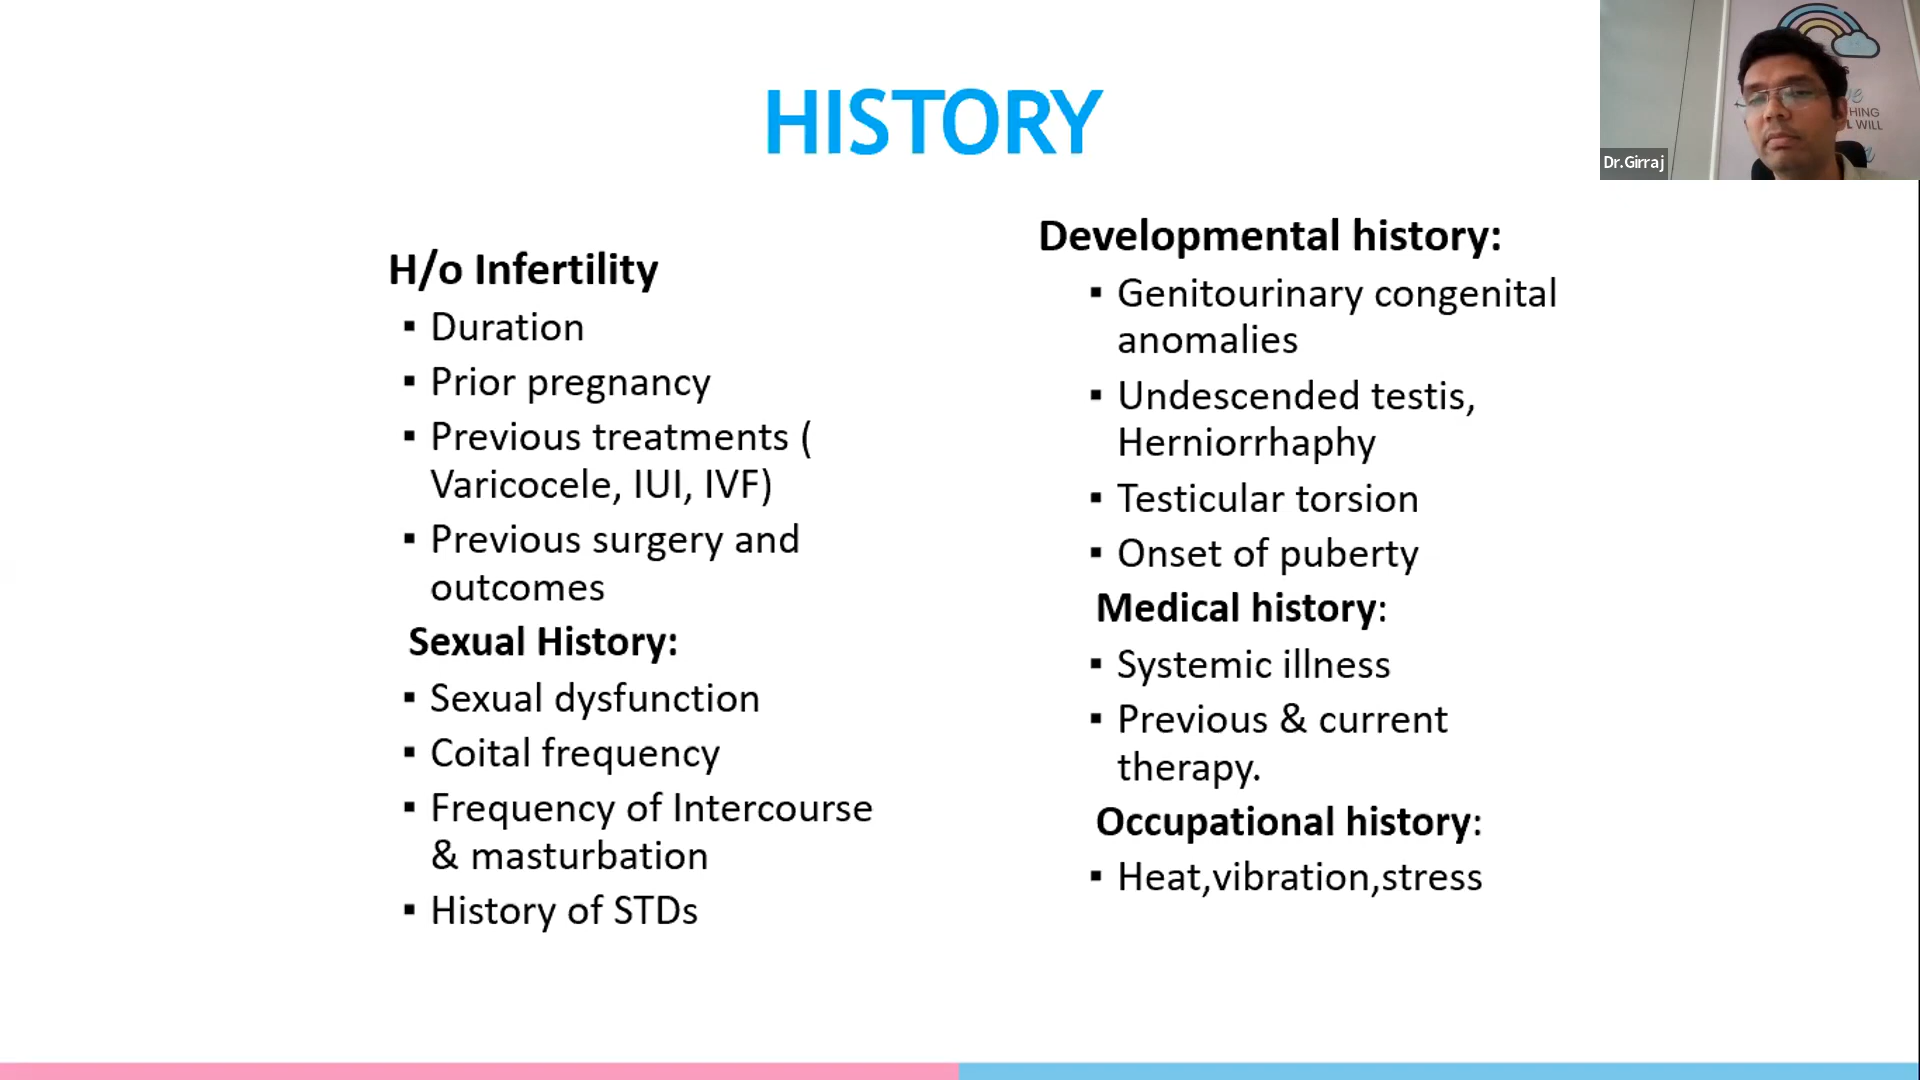 HISTORY
H/o Infertility
▪ Duration
▪ Prior pregnancy
▪ Previous treatments (
Varicocele, IUI, IVF)
▪ Previous surgery and
outcomes
Sexual History:
▪ Sexual dysfunction
▪ Coital frequency
▪ Frequency of Intercourse
& masturbation
▪ History of STDs
Developmental history:
▪ Genitourinary congenital
anomalies
▪ Undescended testis,
Herniorrhaphy
▪ Testicular torsion
▪ Onset of puberty
Medical history:
▪ Systemic illness
▪ Previous & current
therapy.
Occupational history:
▪ Heat,vibration,stress
Dr.Girraj
WILL